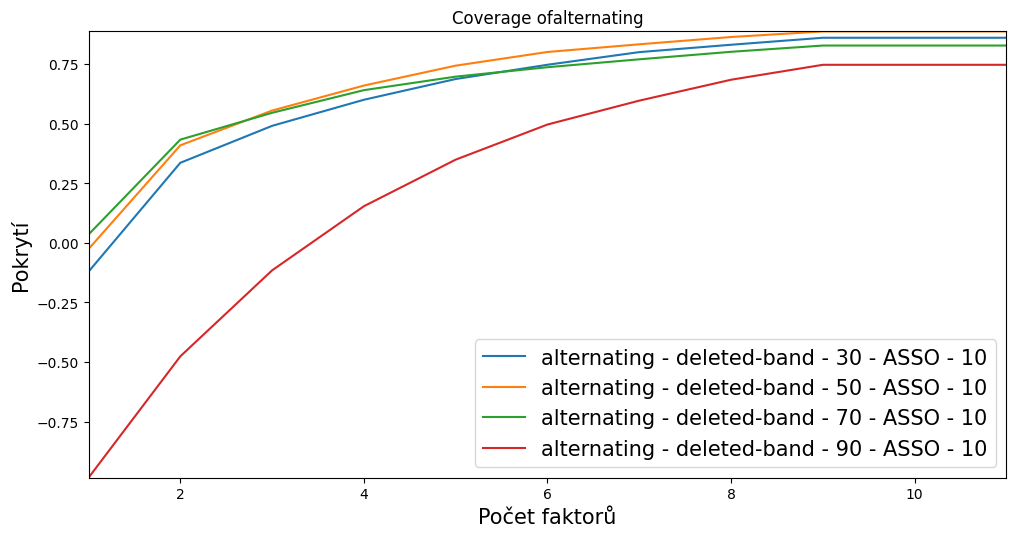 Coverage ofalternating
Pokrytí
0.75
0.50
0.25
0.00
−0.25
−0.50
−0.75
alternating - deleted-band - 30 - ASSO - 10
alternating - deleted-band - 50 - ASSO - 10
alternating - deleted-band - 70 - ASSO - 10
alternating - deleted-band - 90 - ASSO - 10
2 4 6 8 10
Počet faktorů